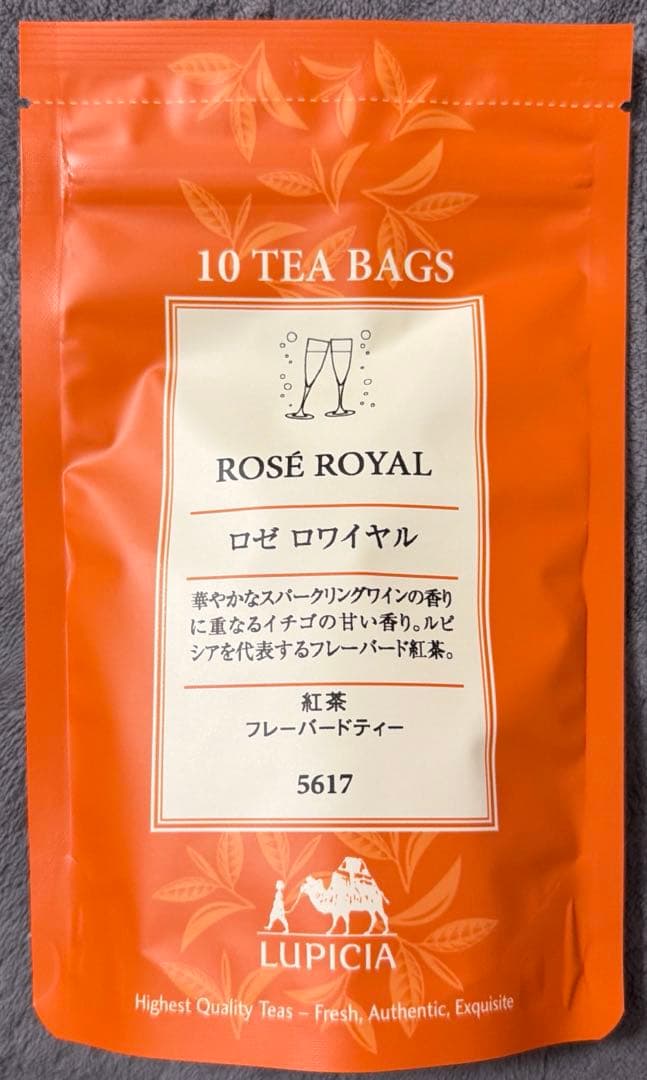 10 TEA BAGS
ROSÉ ROYAL
ロゼ ロワイヤル
華やかなスパークリングワインの香り
に重なるイチゴの甘い香り。ルピ
シアを代表するフレーバード紅茶。
紅茶
フレーバードティー
5617
LUPICIA
Highest Quality Teas – Fresh, Authentic, Exquisite